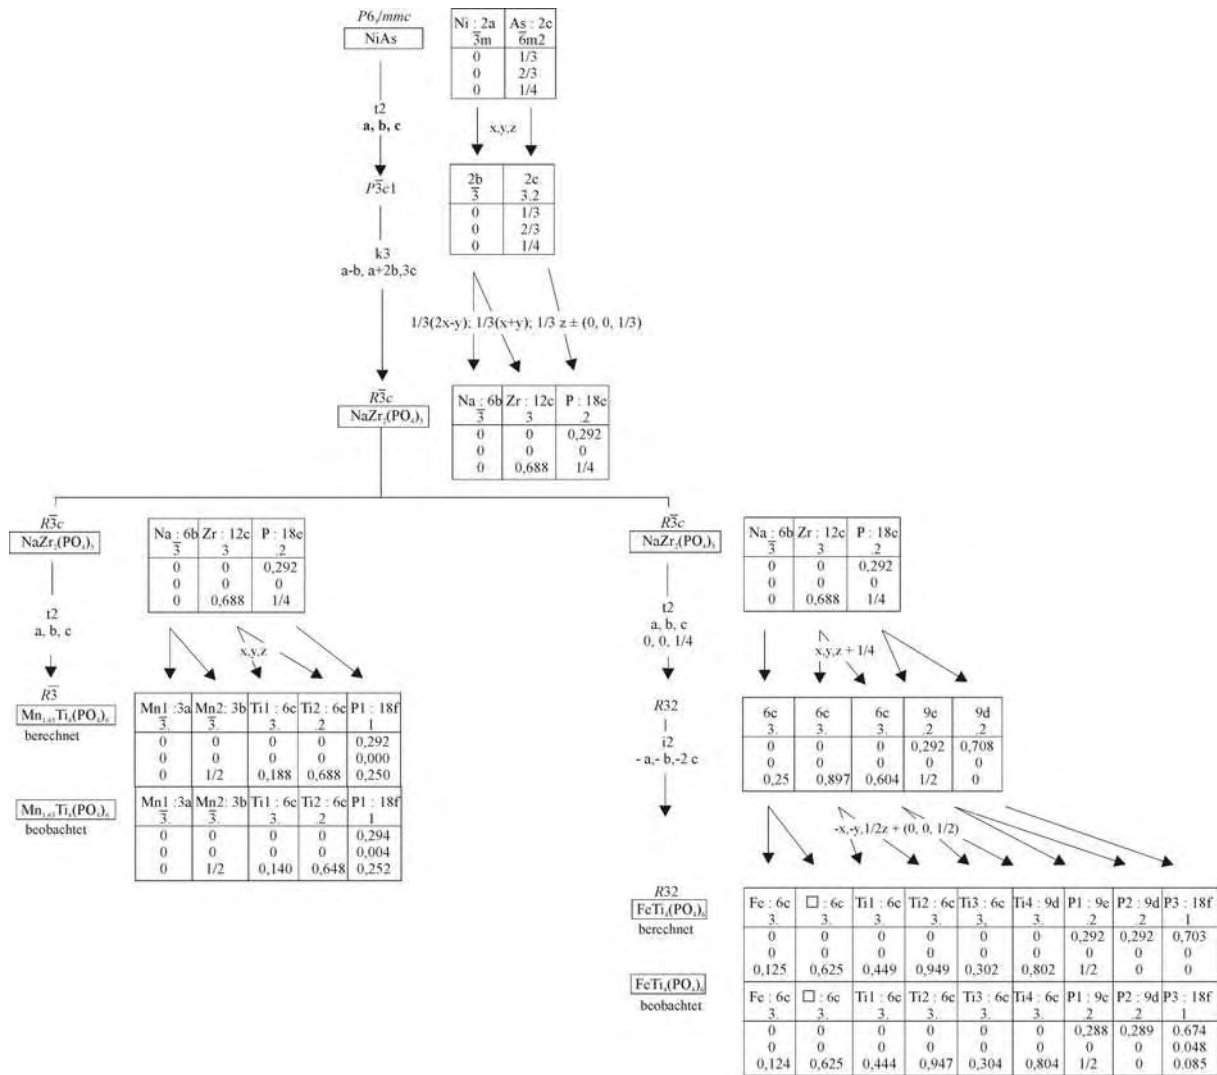 P6₃/mmc
NiAs
Ni : 2a As : 2c
3̅m 6̅m2
0 1/3
0 2/3
0 1/4
t2
a, b, c
x,y,z
P3̅c1
2b 2c
3̅ 3.2
0 1/3
0 2/3
0 1/4
k3
a-b, a+2b,3c
1/3(2x-y); 1/3(x+y); 1/3 z ± (0, 0, 1/3)
R3̅c
NaZr₂(PO₄)₃
Na : 6b Zr : 12c P : 18e
3̅ 3 .2
0 0 0,292
0 0 0
0 0,688 1/4
R3̅c
NaZr₂(PO₄)₃
Na : 6b Zr : 12c P : 18e
3̅ 3 .2
0 0 0,292
0 0 0
0 0,688 1/4
t2
a, b, c
x,y,z
R3̅
Mn₁,₆₅Ti₄(PO₄)₆
berechnet
Mn1 :3a Mn2: 3b Ti1 : 6c Ti2 : 6c P1 : 18f
3̅. 3̅. 3. .2 1
0 0 0 0 0,292
0 0 0 0 0,000
0 1/2 0,188 0,688 0,250
Mn₁,₆₅Ti₄(PO₄)₆
beobachtet
Mn1 :3a Mn2: 3b Ti1 : 6c Ti2 : 6c P1 : 18f
3̅. 3̅. 3. .2 1
0 0 0 0 0,294
0 0 0 0 0,004
0 1/2 0,140 0,648 0,252
R3̅c
NaZr₂(PO₄)₃
Na : 6b Zr : 12c P : 18e
3̅ 3 .2
0 0 0,292
0 0 0
0 0,688 1/4
t2
a, b, c
0, 0, 1/4
x,y,z + 1/4
R32
6c 6c 6c 9e 9d
3. 3. 3. .2 .2
0 0 0 0,292 0,708
0 0 0 0 0
0,25 0,897 0,604 1/2 0
i2
- a,- b,-2 c
-x,-y,1/2z + (0, 0, 1/2)
R32
FeTi₄(PO₄)₆
berechnet
Fe : 6c □ : 6c Ti1 : 6c Ti2 : 6c Ti3 : 6c Ti4 : 9d P1 : 9e P2 : 9d P3 : 18f
3. 3. 3. 3. 3, 3. .2 .2 1
0 0 0 0 0 0 0,292 0,292 0,703
0 0 0 0 0 0 0 0 0
0,125 0,625 0,449 0,949 0,302 0,802 1/2 0 0
FeTi₄(PO₄)₆
beobachtet
Fe : 6c □ : 6c Ti1 : 6c Ti2 : 6c Ti3 : 6c Ti4 : 6c P1 : 9e P2 : 9d P3 : 18f
3. 3. 3. 3. 3. 3. .2 .2 1
0 0 0 0 0 0 0,288 0,289 0.674
0 0 0 0 0 0 0 0 0.048
0,124 0,625 0,444 0,947 0,304 0,804 1/2 0 0.085